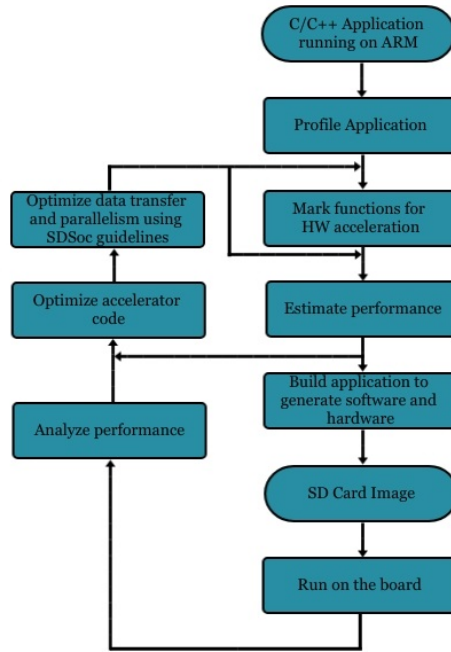 C/C++ Application
running on ARM
Profile Application
Optimize data transfer
and parallelism using
SDSoc guidelines
Mark functions for
HW acceleration
Optimize accelerator
code
Estimate performance
Build application to
generate software and
hardware
Analyze performance
SD Card Image
Run on the board